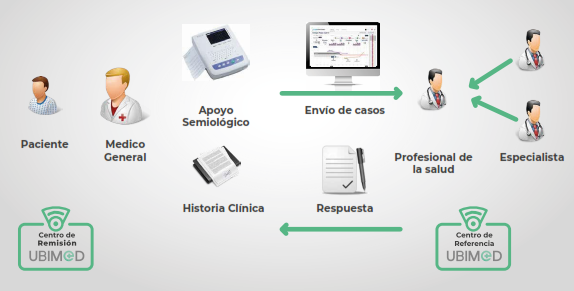 Apoyo
Semiológico
Envío de casos
Paciente
Medico
General
Profesional de
la salud
Especialista
Historia Clínica
Respuesta
Centro de
Remisión
UBIMED
Centro de
Referencia
UBIMED